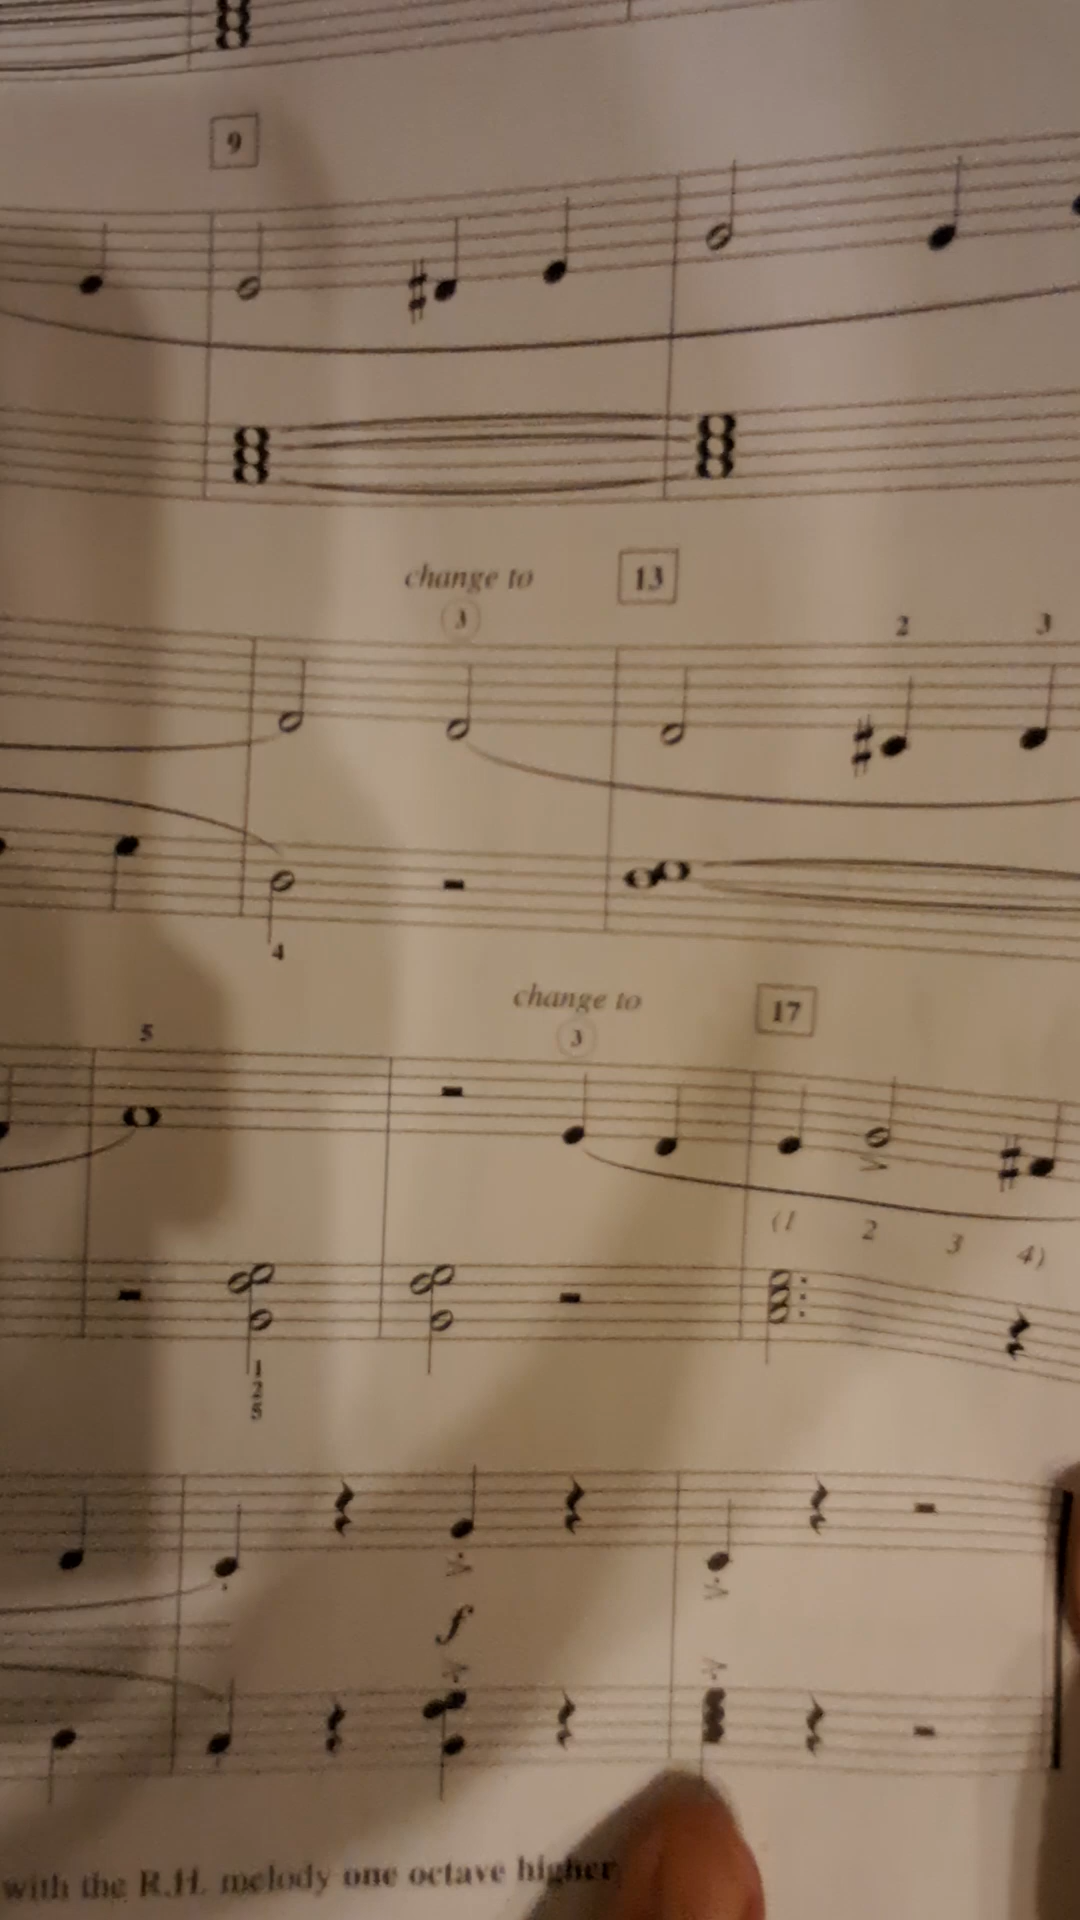 9
change to
3
13
2 3
4
change to
5
3
17
(1 2 3 4)
1
2
5
f
with the R.H. melody one octave higher